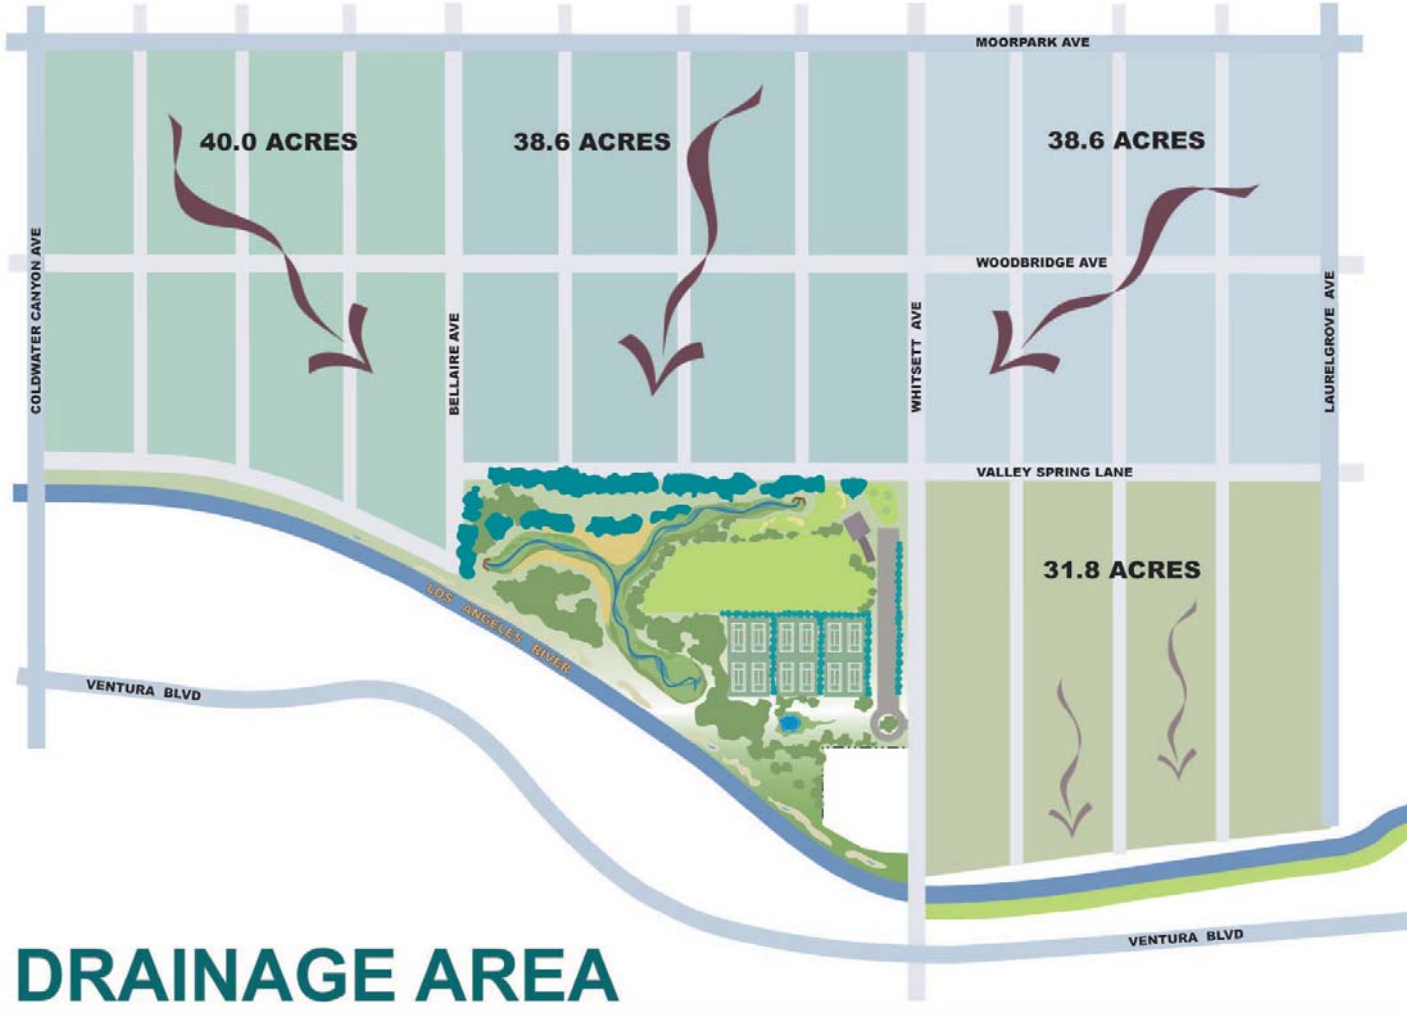 MOORPARK AVE
40.0 ACRES
38.6 ACRES
38.6 ACRES
COLDWATER CANYON AVE
WOODBRIDGE AVE
BELLAIRE AVE
WHITSETT AVE
LAURELGROVE AVE
VALLEY SPRING LANE
31.8 ACRES
LOS ANGELES RIVER
VENTURA BLVD
VENTURA BLVD
DRAINAGE AREA